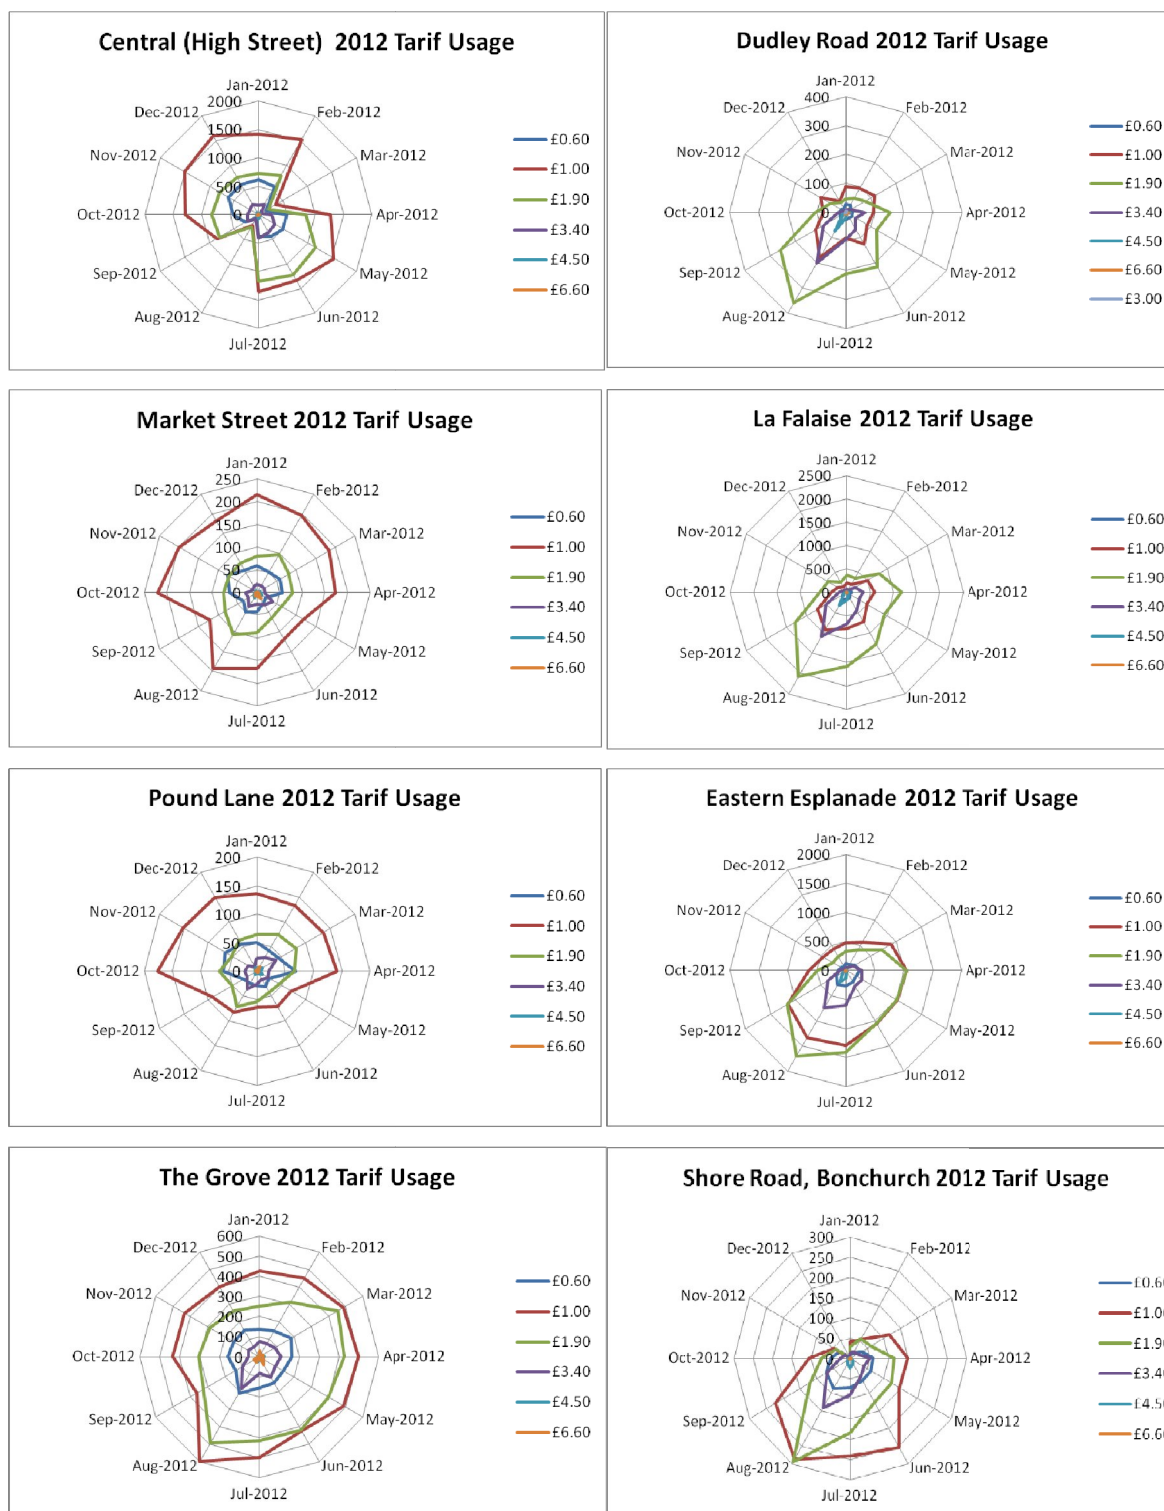 Central (High Street)  2012 Tarif Usage
Jan-2012
2000
Dec-2012
Feb-2012
1500
Nov-2012
1000
Mar-2012
500
Oct-2012
0
Apr-2012
Sep-2012
May-2012
Aug-2012
Jun-2012
Jul-2012
£0.60
£1.00
£1.90
£3.40
£4.50
£6.60
Dudley Road 2012 Tarif Usage
Jan-2012
400
Dec-2012
Feb-2012
300
Nov-2012
200
Mar-2012
100
Oct-2012
0
Apr-2012
Sep-2012
May-2012
Aug-2012
Jun-2012
Jul-2012
£0.60
£1.00
£1.90
£3.40
£4.50
£6.60
£3.00
Market Street 2012 Tarif Usage
Jan-2012
250
Dec-2012
Feb-2012
200
Nov-2012
150
Mar-2012
100
50
Oct-2012
0
Apr-2012
Sep-2012
May-2012
Aug-2012
Jun-2012
Jul-2012
£0.60
£1.00
£1.90
£3.40
£4.50
£6.60
La Falaise 2012 Tarif Usage
Jan-2012
2500
Dec-2012
Feb-2012
2000
Nov-2012
1500
Mar-2012
1000
500
Oct-2012
0
Apr-2012
Sep-2012
May-2012
Aug-2012
Jun-2012
Jul-2012
£0.60
£1.00
£1.90
£3.40
£4.50
£6.60
Pound Lane 2012 Tarif Usage
Jan-2012
200
Dec-2012
Feb-2012
150
Nov-2012
100
Mar-2012
50
Oct-2012
0
Apr-2012
Sep-2012
May-2012
Aug-2012
Jun-2012
Jul-2012
£0.60
£1.00
£1.90
£3.40
£4.50
£6.60
Eastern Esplanade 2012 Tarif Usage
Jan-2012
2000
Dec-2012
Feb-2012
1500
Nov-2012
1000
Mar-2012
500
Oct-2012
0
Apr-2012
Sep-2012
May-2012
Aug-2012
Jun-2012
Jul-2012
£0.60
£1.00
£1.90
£3.40
£4.50
£6.60
The Grove 2012 Tarif Usage
Jan-2012
600
Dec-2012
Feb-2012
500
400
Nov-2012
300
Mar-2012
200
100
Oct-2012
0
Apr-2012
Sep-2012
May-2012
Aug-2012
Jun-2012
Jul-2012
£0.60
£1.00
£1.90
£3.40
£4.50
£6.60
Shore Road, Bonchurch 2012 Tarif Usage
Jan-2012
300
Dec-2012
Feb-2012
250
200
Nov-2012
150
Mar-2012
100
50
Oct-2012
0
Apr-2012
Sep-2012
May-2012
Aug-2012
Jun-2012
Jul-2012
£0.60
£1.00
£1.90
£3.40
£4.50
£6.60